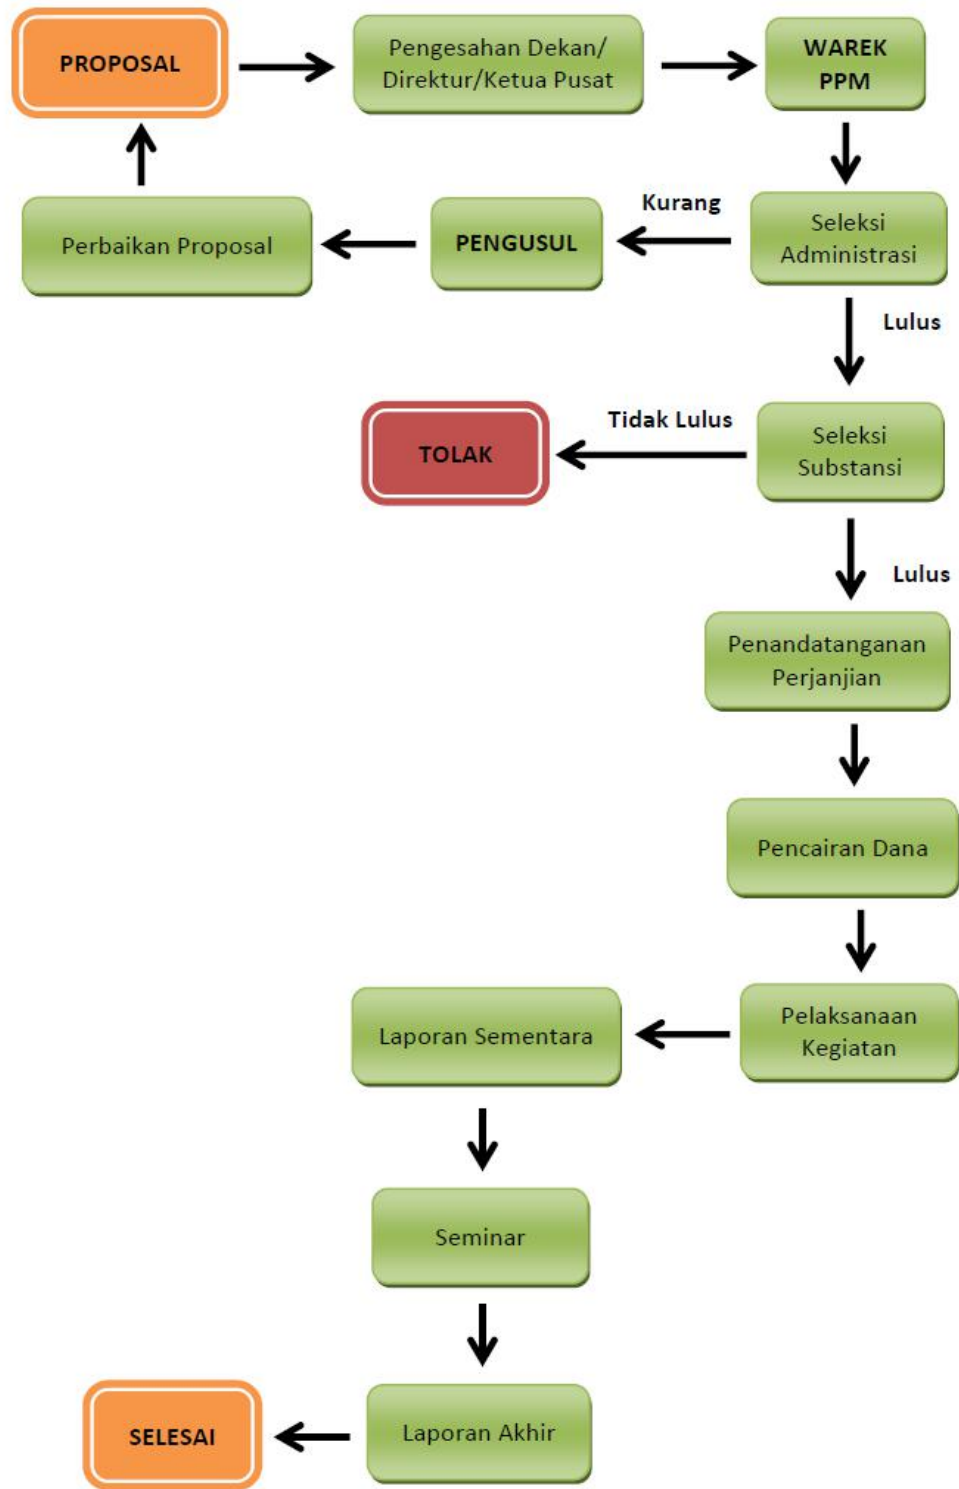 PROPOSAL
Pengesahan Dekan/
Direktur/Ketua Pusat
WAREK
PPM
Perbaikan Proposal
PENGUSUL
Kurang
Seleksi
Administrasi
Lulus
TOLAK
Tidak Lulus
Seleksi
Substansi
Lulus
Penandatanganan
Perjanjian
Pencairan Dana
Pelaksanaan
Kegiatan
Laporan Sementara
Seminar
Laporan Akhir
SELESAI